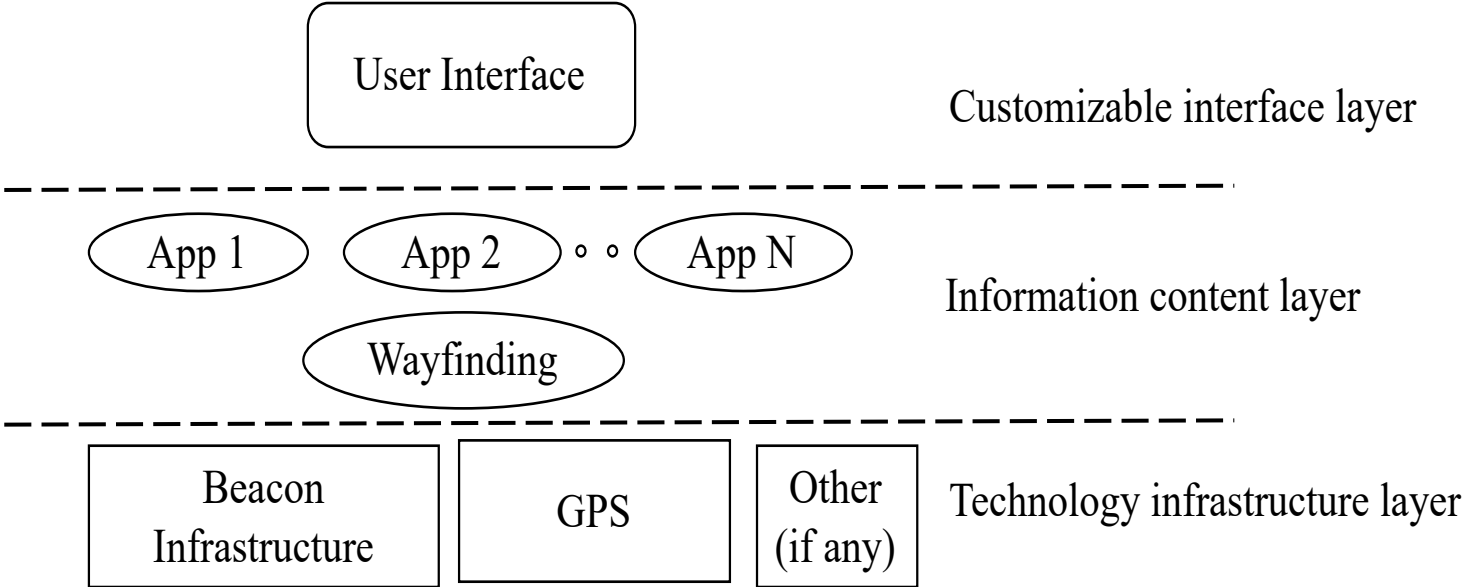 User Interface
Customizable interface layer
App 1
App 2
App N
Information content layer
Wayfinding
Beacon
Infrastructure
GPS
Other
(if any)
Technology infrastructure layer